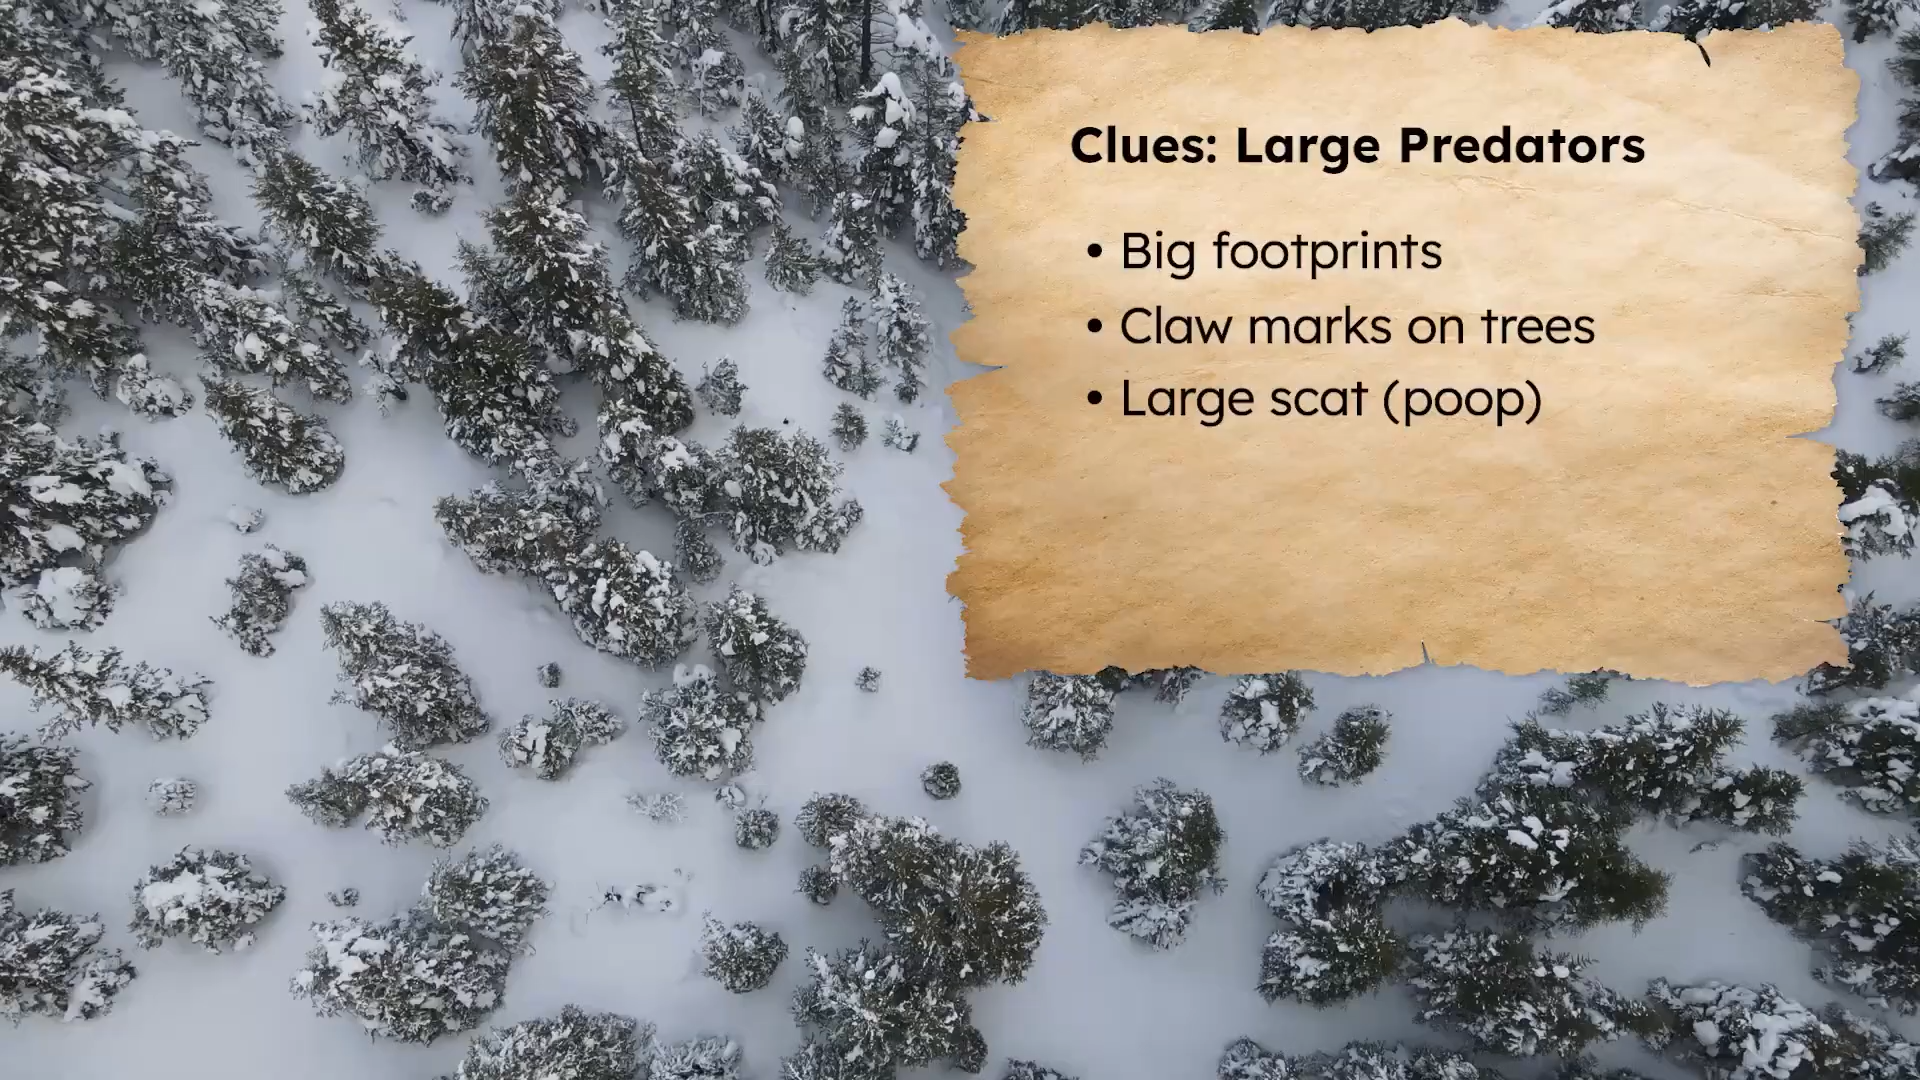 Clues: Large Predators
• Big footprints
• Claw marks on trees
• Large scat (poop)